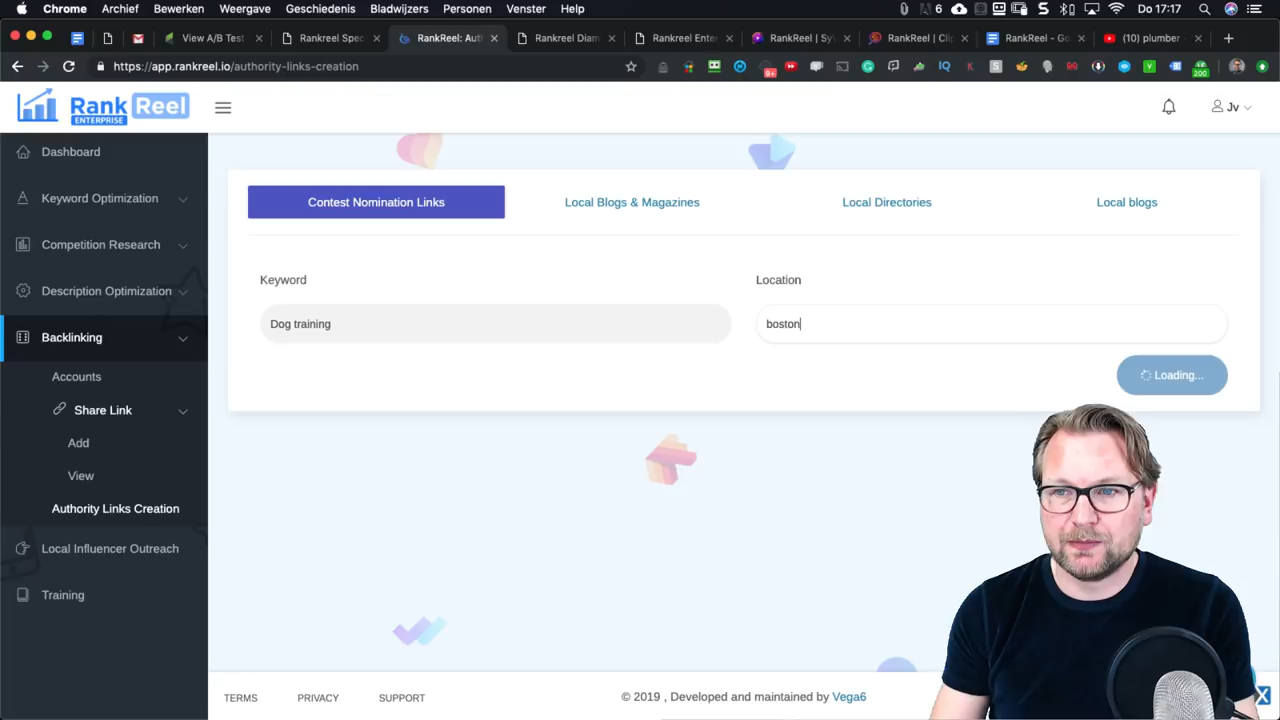 Chrome Archief Bewerken Weergave Geschiedenis Bladwijzers Personen Venster Help 6 Do 17:17
View A/B Test Rankreel Spec RankReel: Aut Rankreel Diam Rankreel Enter RankReel | Sy RankReel | C RankReel - Go (10) plumber -
https://app.rankreel.io/authority-links-creation
9+
200
Rank Reel
ENTERPRISE
Jv
Dashboard
Keyword Optimization
Competition Research
Description Optimization
Backlinking
Accounts
Share Link
Add
View
Authority Links Creation
Local Influencer Outreach
Training
Contest Nomination Links Local Blogs & Magazines Local Directories Local blogs
Keyword Location
Dog training boston
Loading...
TERMS PRIVACY SUPPORT © 2019 , Developed and maintained by Vega6
X